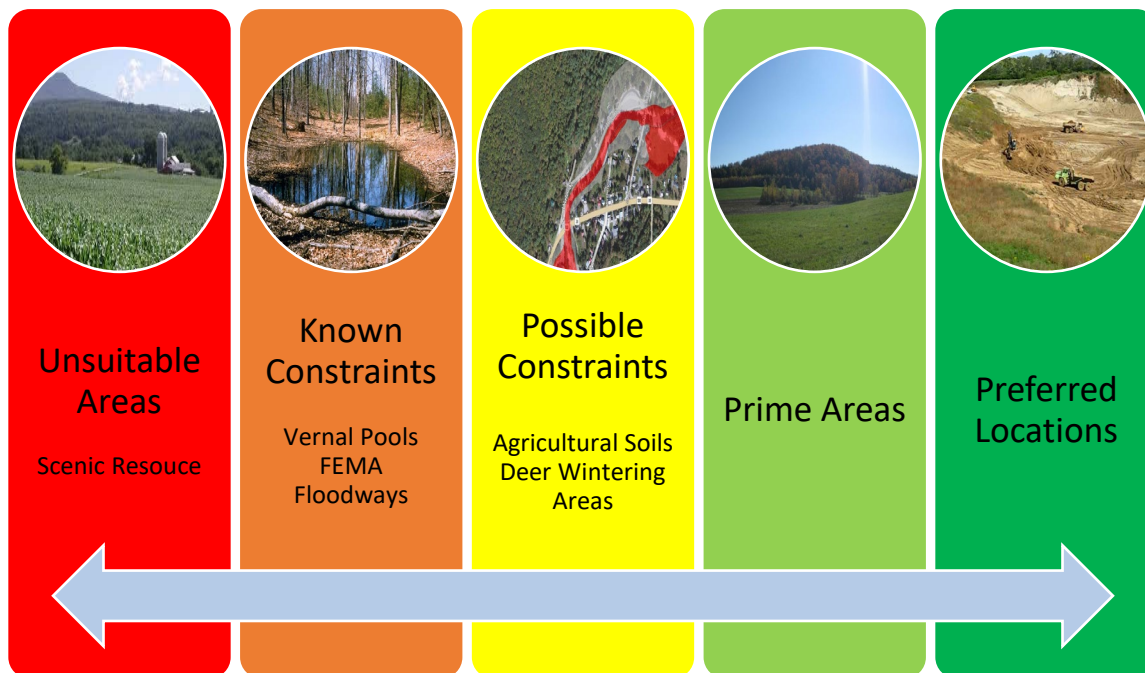 Unsuitable
Areas
Scenic Resouce
Known
Constraints
Vernal Pools
FEMA
Floodways
Possible
Constraints
Agricultural Soils
Deer Wintering
Areas
Prime Areas
Preferred
Locations